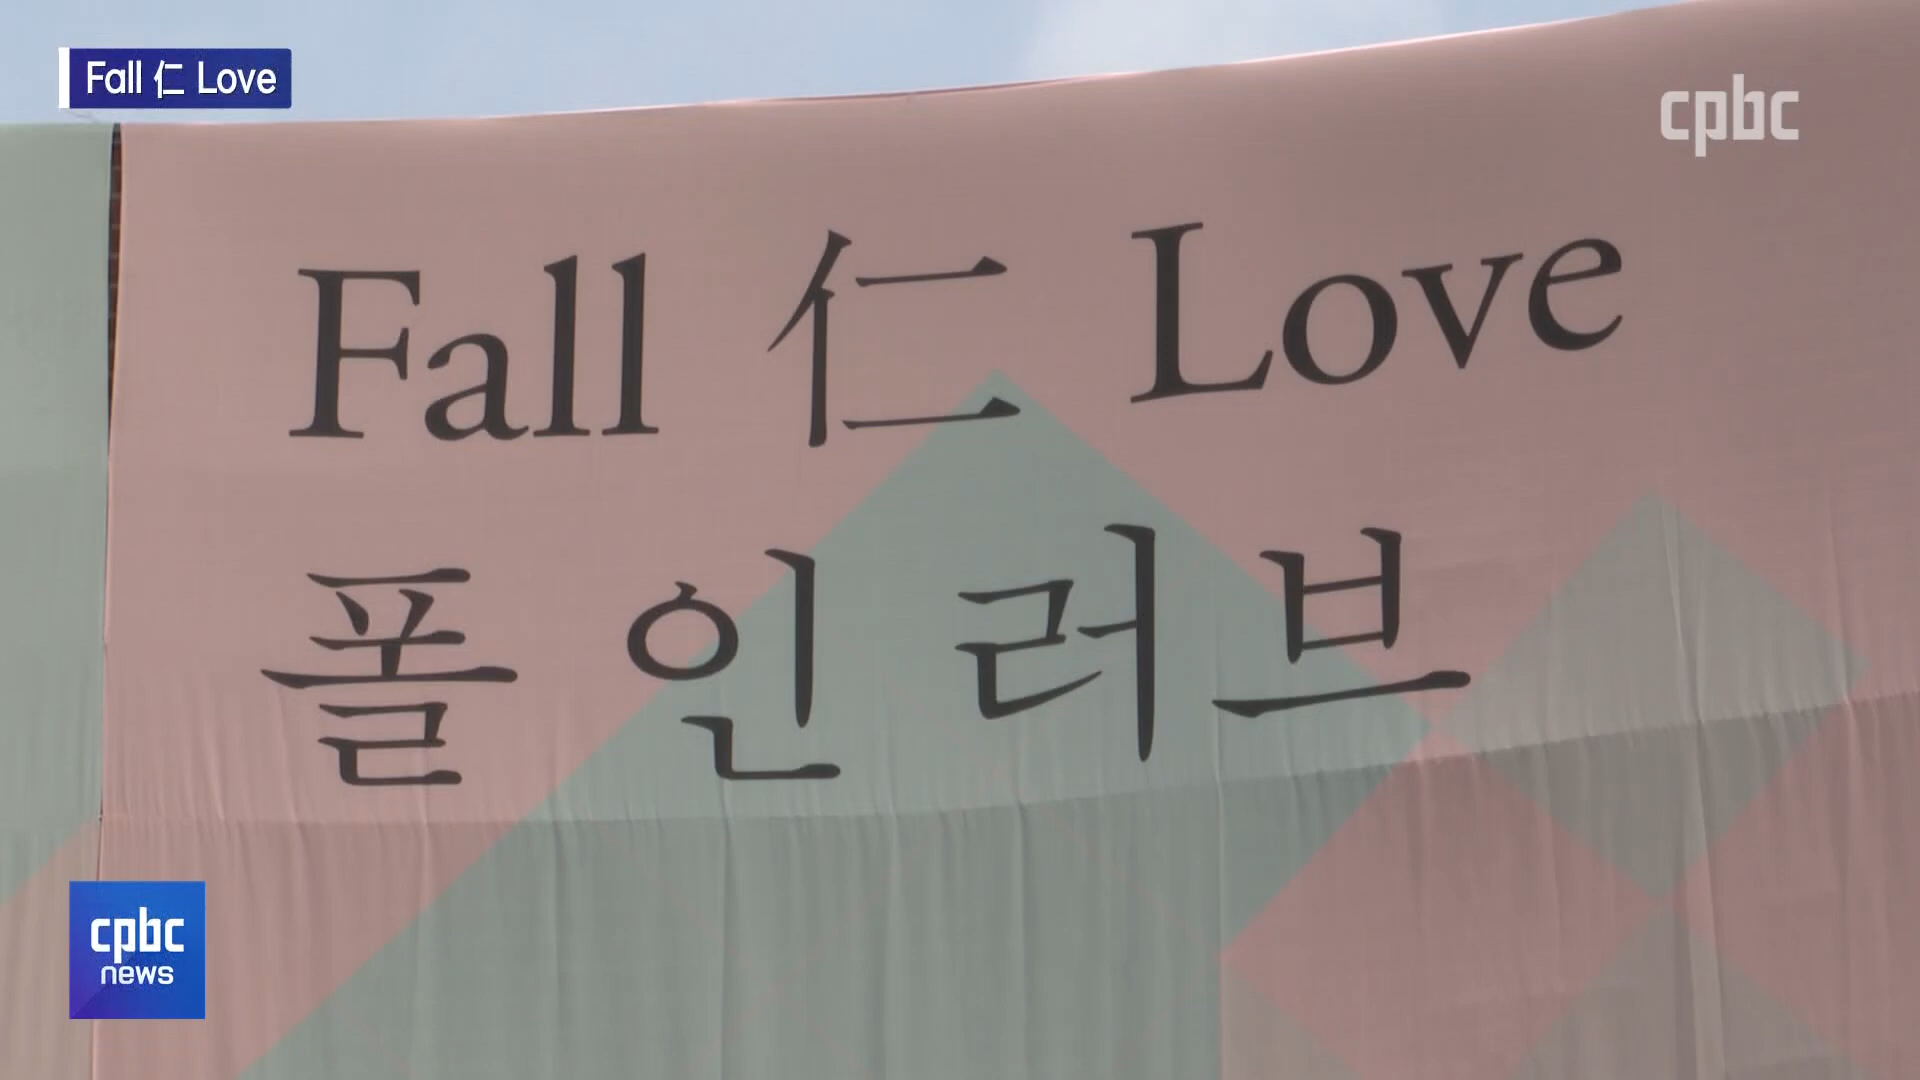 Fall 仁 Love
cpbc
Fall 仁 Love
폴 인 러브
cpbc
news